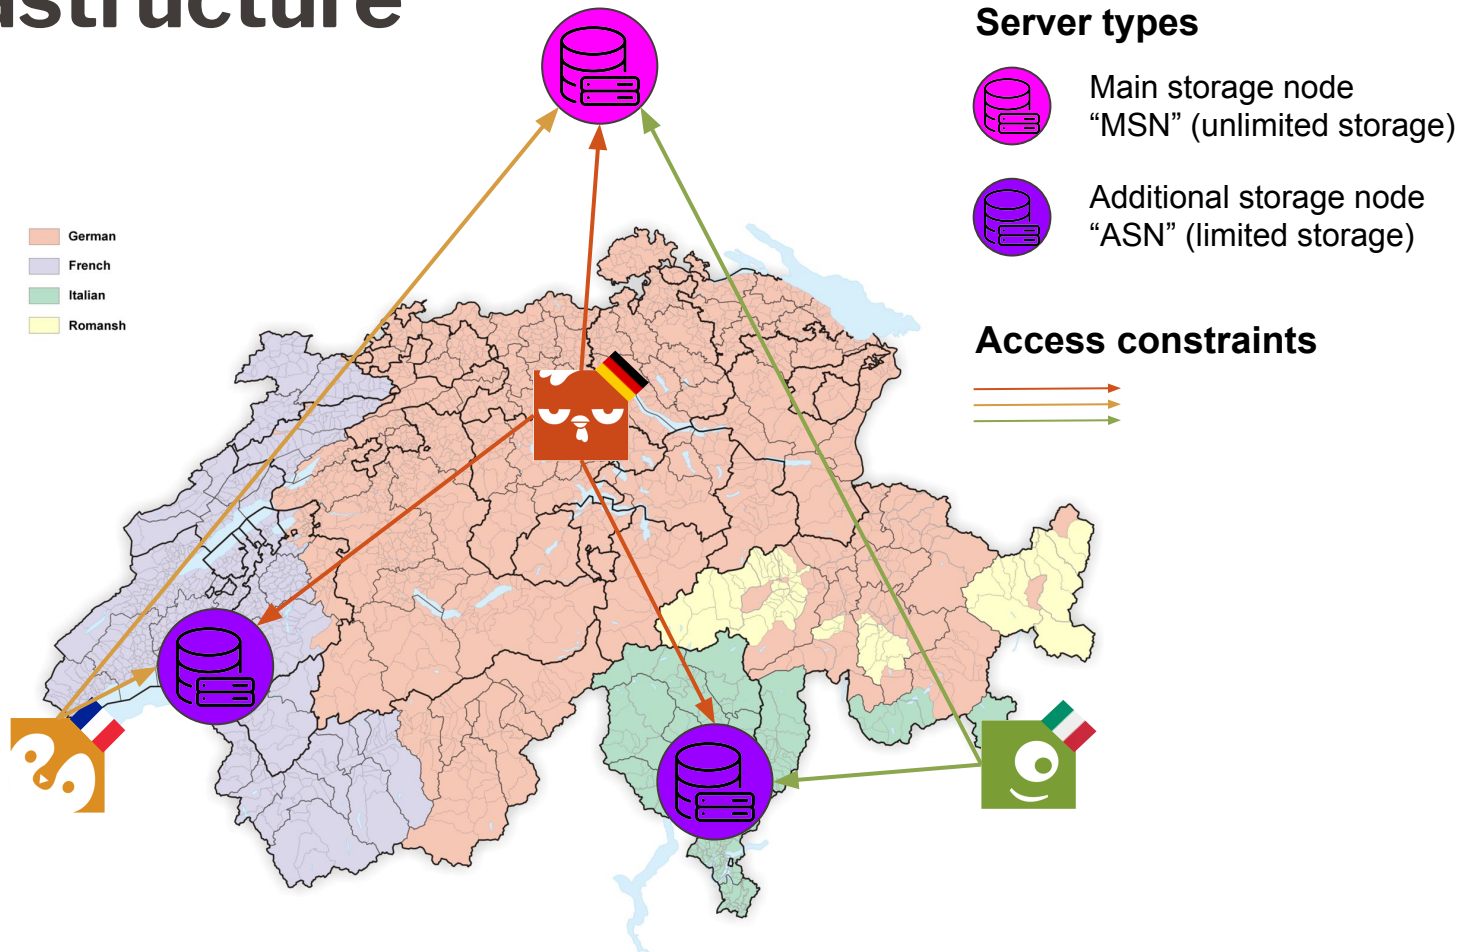 Server types
Main storage node
“MSN” (unlimited storage)
Additional storage node
“ASN” (limited storage)
Access constraints
German
French
Italian
Romansh